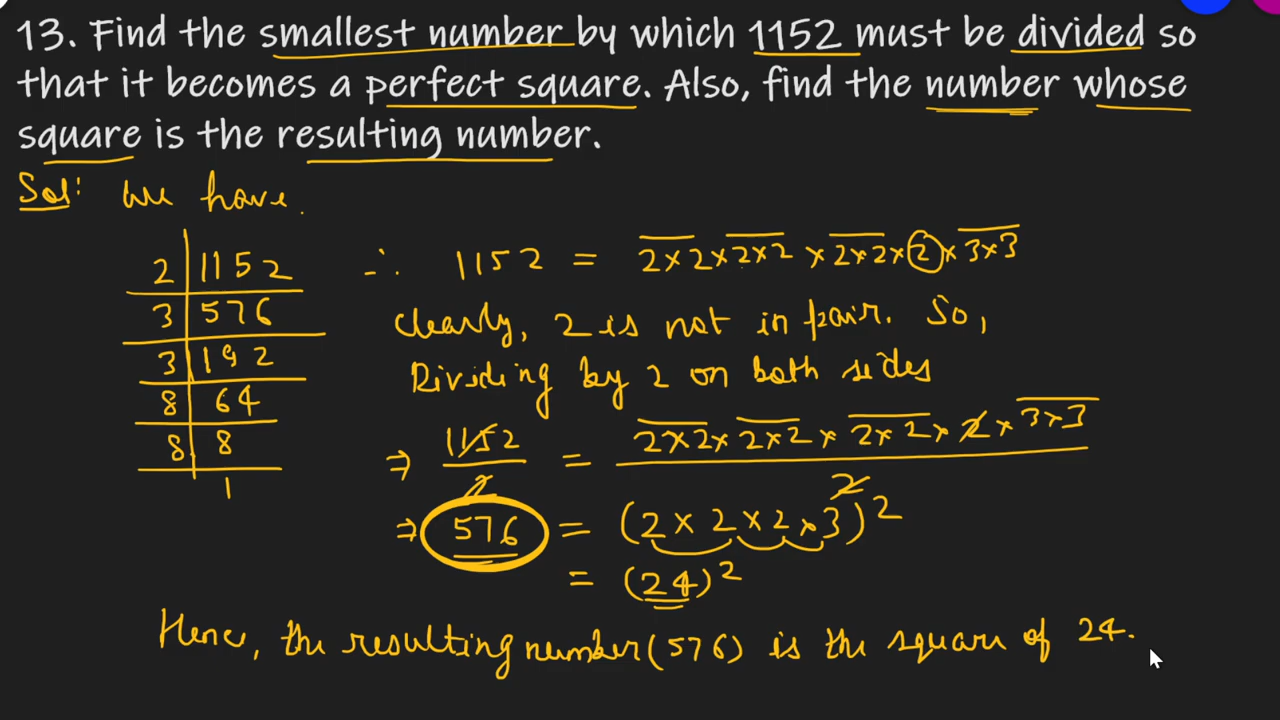 13. Find the smallest number by which 1152 must be divided so
that it becomes a perfect square. Also, find the number whose
square is the resulting number.
Sol: We have.
2 | 1152
3 | 576
3 | 192
8 | 64
8 | 8
1
∴ 1152 = 2×2×2×2×2×2×2×3×3
Clearly, 2 is not in pair. So,
Dividing by 2 on both sides
⇒ 1152/2 = 2×2×2×2×2×2×2×3×3/2
⇒ 576 = (2×2×2×3)²
= (24)²
Hence, the resulting number (576) is the square of 24.